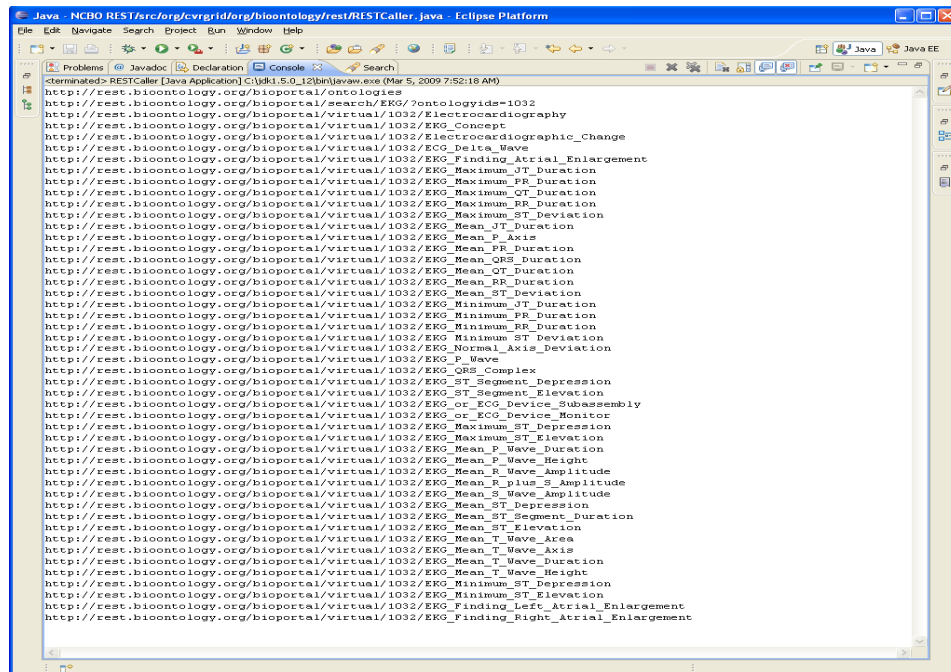 Java - NCBO REST/src/org/cvrgrid/org/bioontology/rest/RESTCaller.java - Eclipse Platform
File Edit Navigate Search Project Run Window Help
Java Java EE
Problems @ Javadoc Declaration Console Search
<terminated> RESTCaller [Java Application] C:\jdk1.5.0_12\bin\javaw.exe (Mar 5, 2009 7:52:18 AM)
http://rest.bioontology.org/bioportal/ontologies
http://rest.bioontology.org/bioportal/search/EKG/?ontologyids=1032
http://rest.bioontology.org/bioportal/virtual/1032/Electrocardiography
http://rest.bioontology.org/bioportal/virtual/1032/EKG_Concept
http://rest.bioontology.org/bioportal/virtual/1032/Electrocardiographic_Change
http://rest.bioontology.org/bioportal/virtual/1032/ECG_Delta_Wave
http://rest.bioontology.org/bioportal/virtual/1032/EKG_Finding_Atrial_Enlargement
http://rest.bioontology.org/bioportal/virtual/1032/EKG_Maximum_JT_Duration
http://rest.bioontology.org/bioportal/virtual/1032/EKG_Maximum_PR_Duration
http://rest.bioontology.org/bioportal/virtual/1032/EKG_Maximum_QT_Duration
http://rest.bioontology.org/bioportal/virtual/1032/EKG_Maximum_RR_Duration
http://rest.bioontology.org/bioportal/virtual/1032/EKG_Maximum_ST_Deviation
http://rest.bioontology.org/bioportal/virtual/1032/EKG_Mean_JT_Duration
http://rest.bioontology.org/bioportal/virtual/1032/EKG_Mean_P_Axis
http://rest.bioontology.org/bioportal/virtual/1032/EKG_Mean_PR_Duration
http://rest.bioontology.org/bioportal/virtual/1032/EKG_Mean_QRS_Duration
http://rest.bioontology.org/bioportal/virtual/1032/EKG_Mean_QT_Duration
http://rest.bioontology.org/bioportal/virtual/1032/EKG_Mean_RR_Duration
http://rest.bioontology.org/bioportal/virtual/1032/EKG_Mean_ST_Deviation
http://rest.bioontology.org/bioportal/virtual/1032/EKG_Minimum_JT_Duration
http://rest.bioontology.org/bioportal/virtual/1032/EKG_Minimum_PR_Duration
http://rest.bioontology.org/bioportal/virtual/1032/EKG_Minimum_RR_Duration
http://rest.bioontology.org/bioportal/virtual/1032/EKG_Minimum_ST_Deviation
http://rest.bioontology.org/bioportal/virtual/1032/EKG_Normal_Axis_Deviation
http://rest.bioontology.org/bioportal/virtual/1032/EKG_P_Wave
http://rest.bioontology.org/bioportal/virtual/1032/EKG_QRS_Complex
http://rest.bioontology.org/bioportal/virtual/1032/EKG_ST_Segment_Depression
http://rest.bioontology.org/bioportal/virtual/1032/EKG_ST_Segment_Elevation
http://rest.bioontology.org/bioportal/virtual/1032/EKG_or_ECG_Device_Subassembly
http://rest.bioontology.org/bioportal/virtual/1032/EKG_or_ECG_Device_Monitor
http://rest.bioontology.org/bioportal/virtual/1032/EKG_Maximum_ST_Depression
http://rest.bioontology.org/bioportal/virtual/1032/EKG_Maximum_ST_Elevation
http://rest.bioontology.org/bioportal/virtual/1032/EKG_Mean_P_Wave_Duration
http://rest.bioontology.org/bioportal/virtual/1032/EKG_Mean_P_Wave_Height
http://rest.bioontology.org/bioportal/virtual/1032/EKG_Mean_R_Wave_Amplitude
http://rest.bioontology.org/bioportal/virtual/1032/EKG_Mean_R_plus_S_Amplitude
http://rest.bioontology.org/bioportal/virtual/1032/EKG_Mean_S_Wave_Amplitude
http://rest.bioontology.org/bioportal/virtual/1032/EKG_Mean_ST_Depression
http://rest.bioontology.org/bioportal/virtual/1032/EKG_Mean_ST_Segment_Duration
http://rest.bioontology.org/bioportal/virtual/1032/EKG_Mean_ST_Elevation
http://rest.bioontology.org/bioportal/virtual/1032/EKG_Mean_T_Wave_Area
http://rest.bioontology.org/bioportal/virtual/1032/EKG_Mean_T_Wave_Axis
http://rest.bioontology.org/bioportal/virtual/1032/EKG_Mean_T_Wave_Duration
http://rest.bioontology.org/bioportal/virtual/1032/EKG_Mean_T_Wave_Height
http://rest.bioontology.org/bioportal/virtual/1032/EKG_Minimum_ST_Depression
http://rest.bioontology.org/bioportal/virtual/1032/EKG_Minimum_ST_Elevation
http://rest.bioontology.org/bioportal/virtual/1032/EKG_Finding_Left_Atrial_Enlargement
http://rest.bioontology.org/bioportal/virtual/1032/EKG_Finding_Right_Atrial_Enlargement